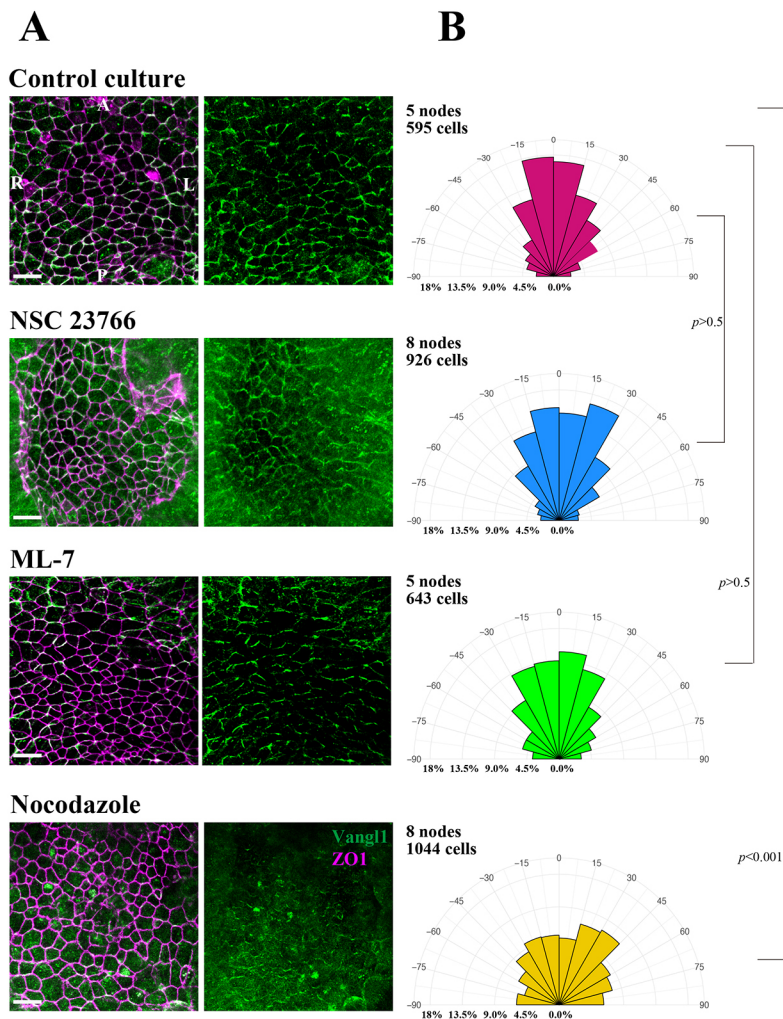 A
B
Control culture
A
R
L
P
5 nodes
595 cells
-90
-75
-60
-45
-30
-15
0
15
30
45
60
75
90
18% 13.5% 9.0% 4.5% 0.0%
p>0.5
NSC 23766
8 nodes
926 cells
-90
-75
-60
-45
-30
-15
0
15
30
45
60
75
90
18% 13.5% 9.0% 4.5% 0.0%
p>0.5
ML-7
5 nodes
643 cells
-90
-75
-60
-45
-30
-15
0
15
30
45
60
75
90
18% 13.5% 9.0% 4.5% 0.0%
Nocodazole
Vangl1
ZO1
8 nodes
1044 cells
-90
-75
-60
-45
-30
-15
0
15
30
45
60
75
90
18% 13.5% 9.0% 4.5% 0.0%
p<0.001